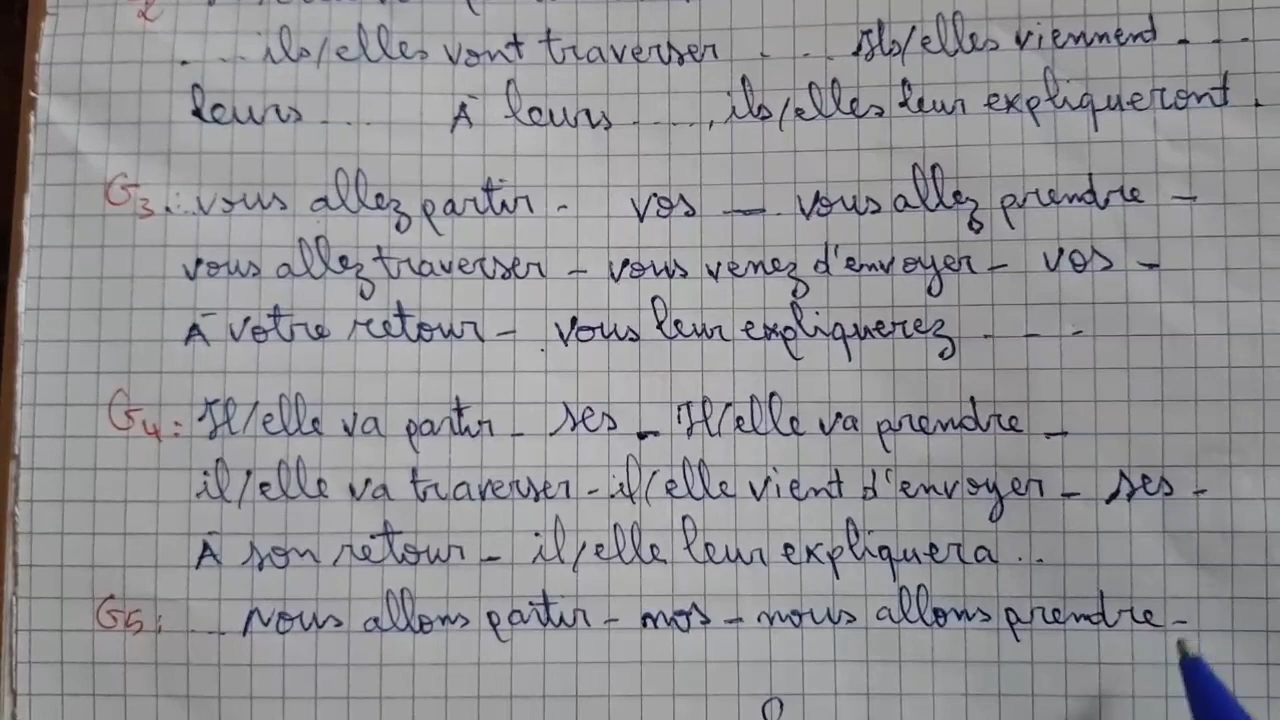 2
... ils/elles vont traverser . . . Ils/elles viennend - . .
leurs ... À leurs ....., ils/elles leur expliqueront .
G3 : vous allez partir - vos — vous allez prendre -
vous allez traverser - vous venez d'envoyer - vos -
À votre retour - vous leur expliquerez - - -
G4 : Il/elle va partir - ses - Il/elle va prendre -
il/elle va traverser - il/elle vient d'envoyer - ses -
À son retour - il/elle leur expliquera ...
G5 : ... Nous allons partir - nos - nous allons prendre -